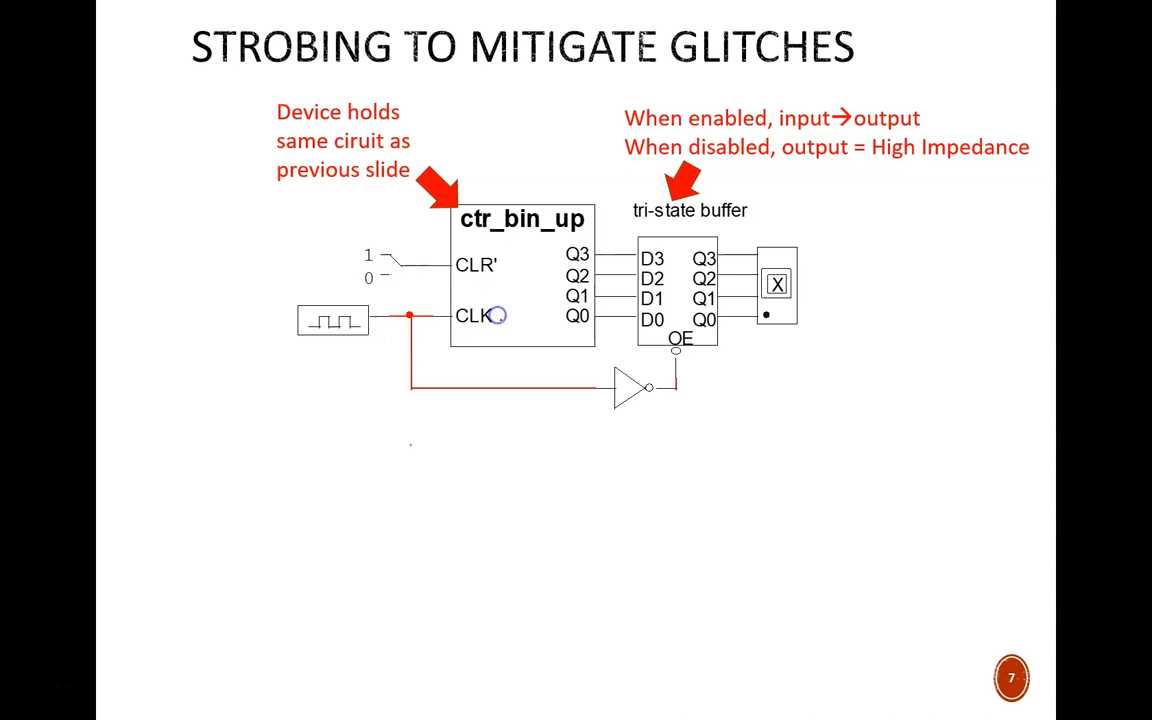 STROBING TO MITIGATE GLITCHES
Device holds
same ciruit as
previous slide
When enabled, input→output
When disabled, output = High Impedance
tri-state buffer
ctr_bin_up
1
0
CLR'
CLK
Q3
Q2
Q1
Q0
D3
D2
D1
D0
Q3
Q2
Q1
Q0
OE
X
7